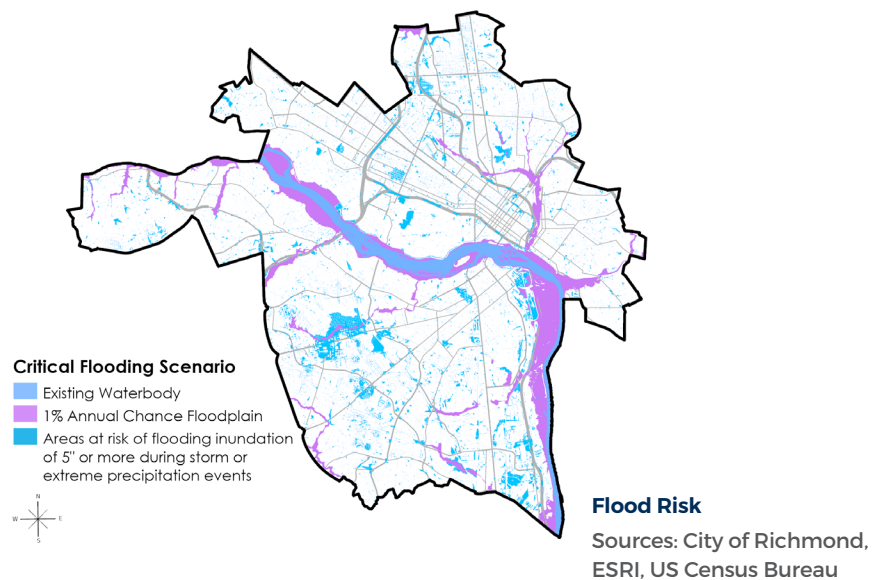 Critical Flooding Scenario
Existing Waterbody
1% Annual Chance Floodplain
Areas at risk of flooding inundation
of 5" or more during storm or
extreme precipitation events
N
W E
S
Flood Risk
Sources: City of Richmond,
ESRI, US Census Bureau